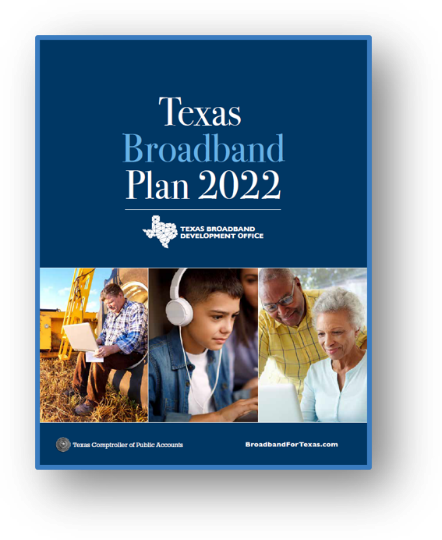 Texas
Broadband
Plan 2022
TEXAS BROADBAND
DEVELOPMENT OFFICE
Texas Comptroller of Public Accounts
BroadbandForTexas.com